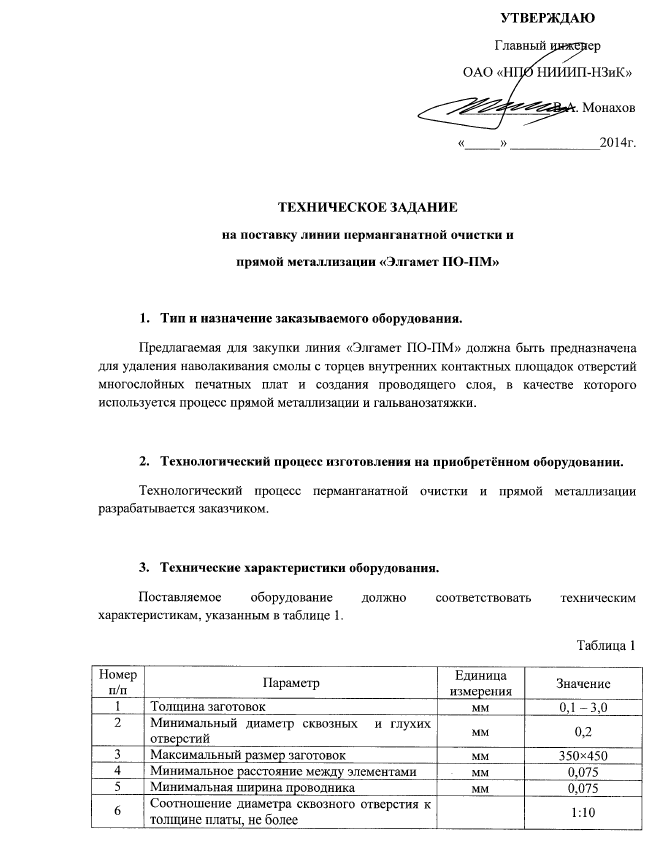 УТВЕРЖДАЮ
Главный инженер
ОАО «НПО НИИИП-НЗиК»
В.А. Монахов
«_____» _____________2014г.
ТЕХНИЧЕСКОЕ ЗАДАНИЕ
на поставку линии перманганатной очистки и
прямой металлизации «Элгамет ПО-ПМ»
1. Тип и назначение заказываемого оборудования.
Предлагаемая для закупки линия «Элгамет ПО-ПМ» должна быть предназначена
для удаления наволакивания смолы с торцев внутренних контактных площадок отверстий
многослойных печатных плат и создания проводящего слоя, в качестве которого
используется процесс прямой металлизации и гальванозатяжки.
2. Технологический процесс изготовления на приобретённом оборудовании.
Технологический процесс перманганатной очистки и прямой металлизации
разрабатывается заказчиком.
3. Технические характеристики оборудования.
Поставляемое оборудование должно соответствовать техническим
характеристикам, указанным в таблице 1.
Таблица 1
Номер п/п Параметр Единица измерения Значение
1 Толщина заготовок мм 0,1 – 3,0
2 Минимальный диаметр сквозных и глухих отверстий мм 0,2
3 Максимальный размер заготовок мм 350×450
4 Минимальное расстояние между элементами мм 0,075
5 Минимальная ширина проводника мм 0,075
6 Соотношение диаметра сквозного отверстия к толщине платы, не более 1:10